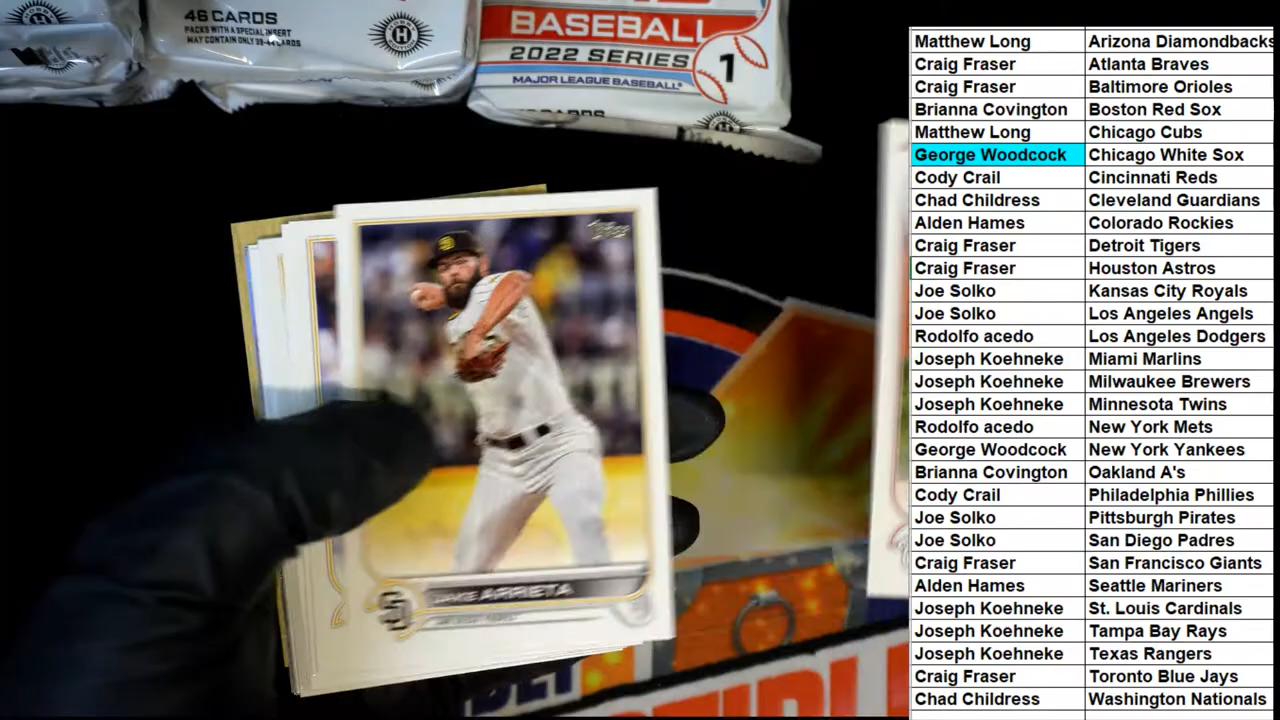 46 CARDS
PACKS WITH A SPECIAL INSERT
MAY CONTAIN ONLY 39-44 CARDS
H
BASEBALL
2022 SERIES
1
MAJOR LEAGUE BASEBALL
CARDS
Topps
SD
JAKE ARRIETA
Matthew Long Arizona Diamondbacks
Craig Fraser Atlanta Braves
Craig Fraser Baltimore Orioles
Brianna Covington Boston Red Sox
Matthew Long Chicago Cubs
George Woodcock Chicago White Sox
Cody Crail Cincinnati Reds
Chad Childress Cleveland Guardians
Alden Hames Colorado Rockies
Craig Fraser Detroit Tigers
Craig Fraser Houston Astros
Joe Solko Kansas City Royals
Joe Solko Los Angeles Angels
Rodolfo acedo Los Angeles Dodgers
Joseph Koehneke Miami Marlins
Joseph Koehneke Milwaukee Brewers
Joseph Koehneke Minnesota Twins
Rodolfo acedo New York Mets
George Woodcock New York Yankees
Brianna Covington Oakland A's
Cody Crail Philadelphia Phillies
Joe Solko Pittsburgh Pirates
Joe Solko San Diego Padres
Craig Fraser San Francisco Giants
Alden Hames Seattle Mariners
Joseph Koehneke St. Louis Cardinals
Joseph Koehneke Tampa Bay Rays
Joseph Koehneke Texas Rangers
Craig Fraser Toronto Blue Jays
Chad Childress Washington Nationals